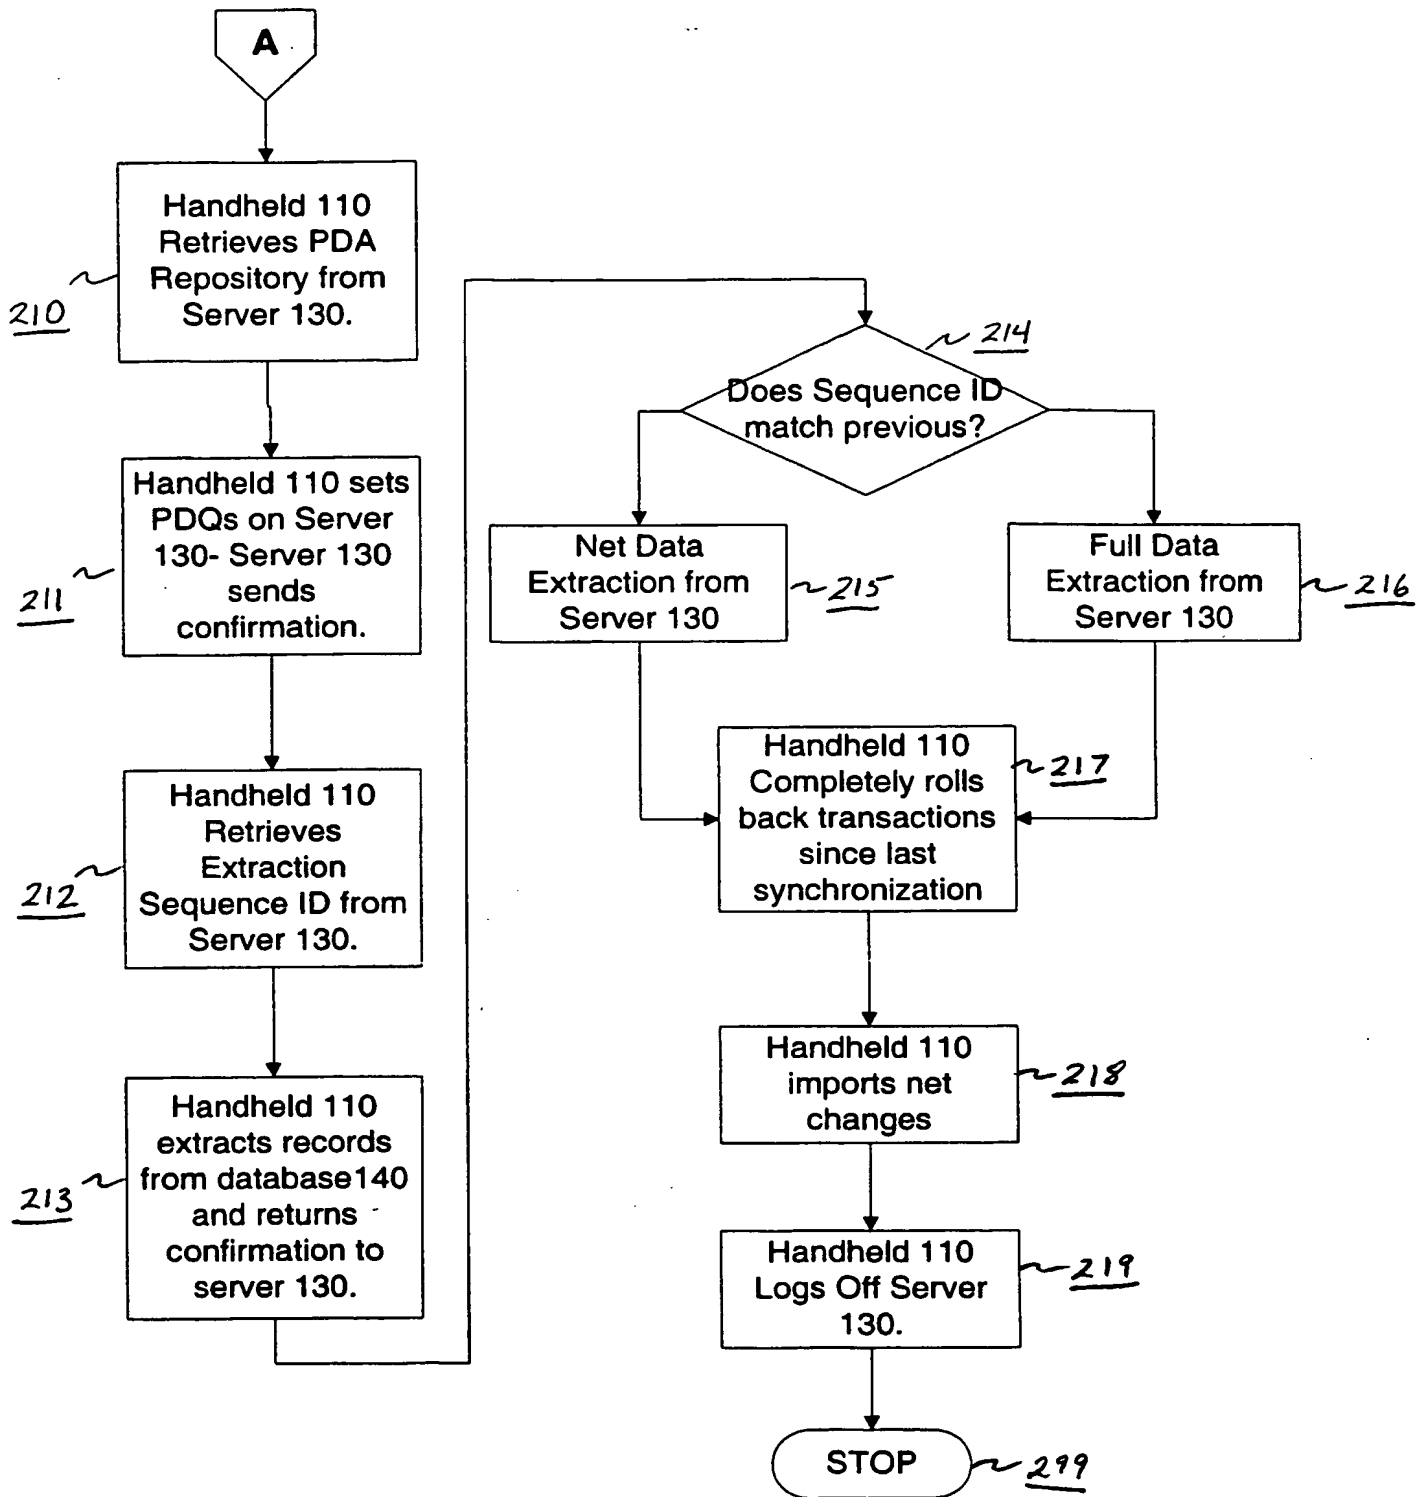 A
Handheld 110
Retrieves PDA
Repository from
Server 130.
210
Handheld 110 sets
PDQs on Server
130- Server 130
sends
confirmation.
211
Handheld 110
Retrieves
Extraction
Sequence ID from
Server 130.
212
Handheld 110
extracts records
from database140
and returns
confirmation to
server 130.
213
Does Sequence ID
match previous?
214
Net Data
Extraction from
Server 130
215
Full Data
Extraction from
Server 130
216
Handheld 110
Completely rolls
back transactions
since last
synchronization
217
Handheld 110
imports net
changes
218
Handheld 110
Logs Off Server
130.
219
STOP
299